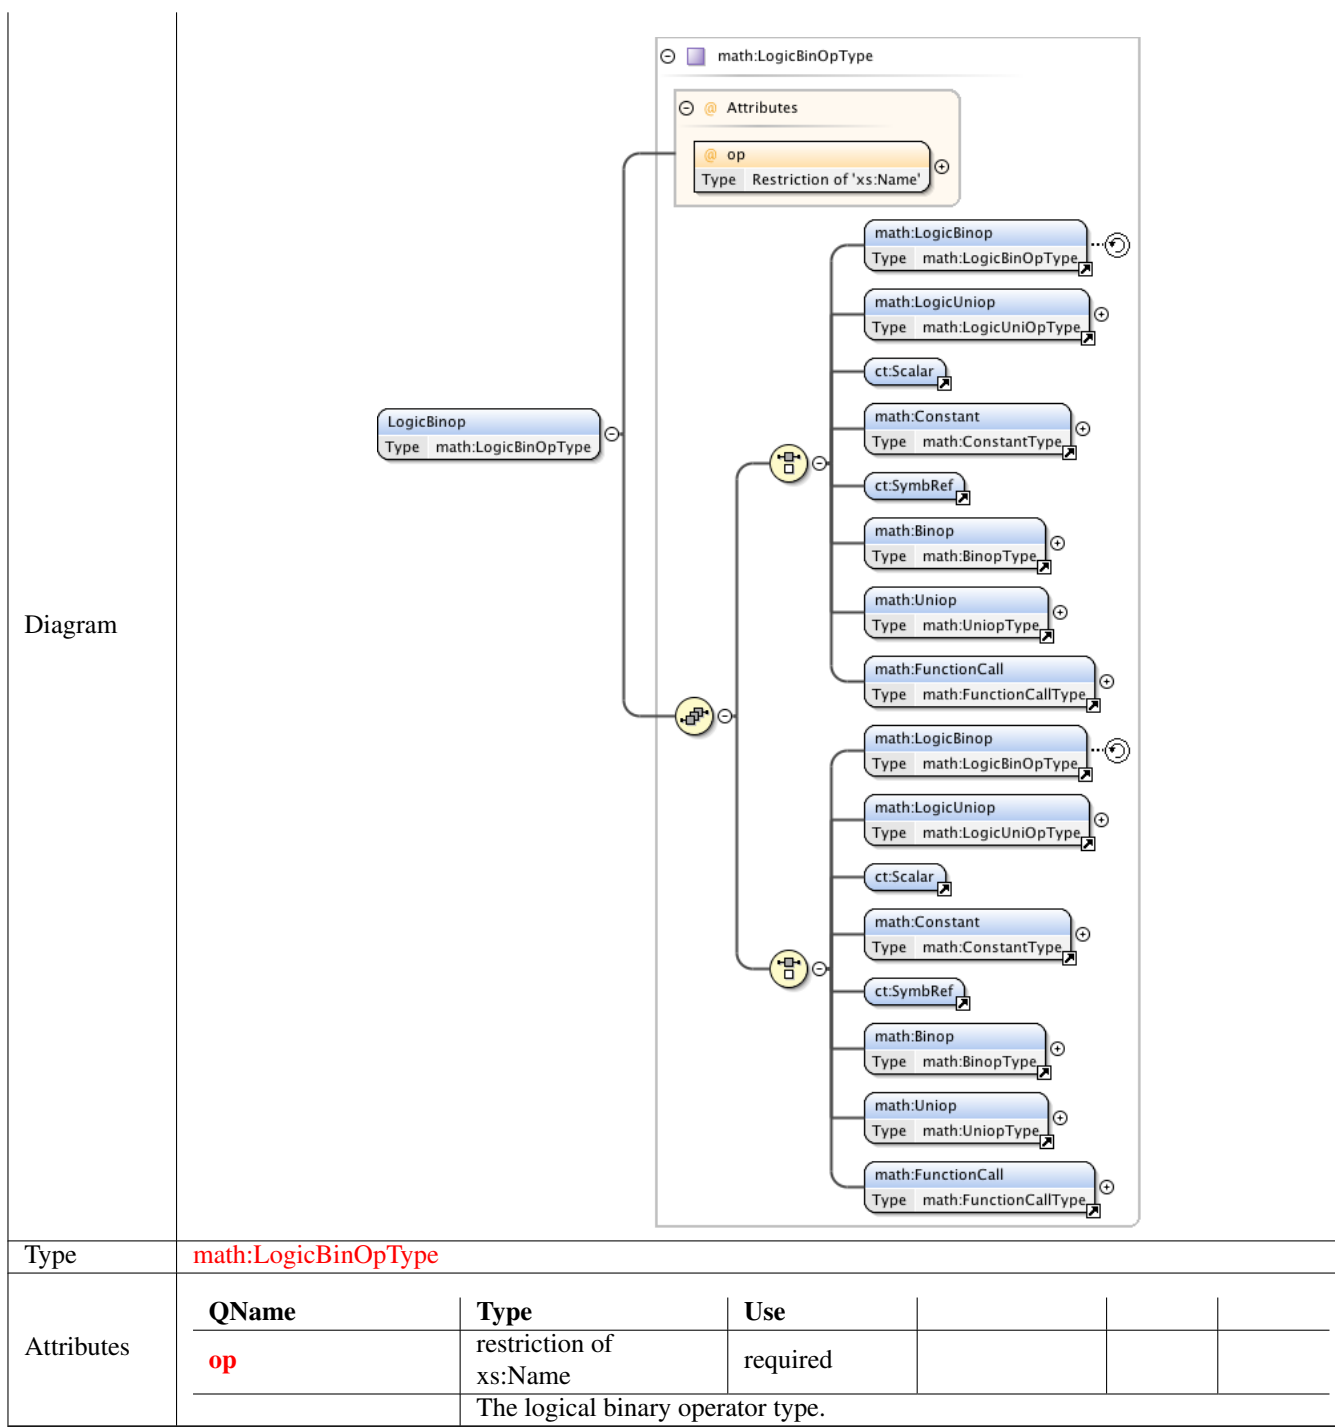 Diagram
math:LogicBinOpType
@ Attributes
@ op
Type Restriction of 'xs:Name'
LogicBinop
Type math:LogicBinOpType
math:LogicBinop
Type math:LogicBinOpType
math:LogicUniop
Type math:LogicUniOpType
ct:Scalar
math:Constant
Type math:ConstantType
ct:SymbRef
math:Binop
Type math:BinopType
math:Uniop
Type math:UniopType
math:FunctionCall
Type math:FunctionCallType
math:LogicBinop
Type math:LogicBinOpType
math:LogicUniop
Type math:LogicUniOpType
ct:Scalar
math:Constant
Type math:ConstantType
ct:SymbRef
math:Binop
Type math:BinopType
math:Uniop
Type math:UniopType
math:FunctionCall
Type math:FunctionCallType
Type math:LogicBinOpType
Attributes
QName Type Use
op restriction of xs:Name required
The logical binary operator type.